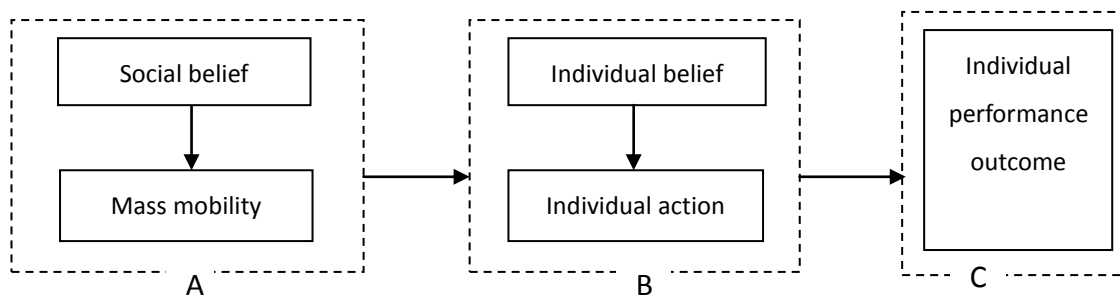 Social belief
Mass mobility
A
Individual belief
Individual action
B
Individual
performance
outcome
C